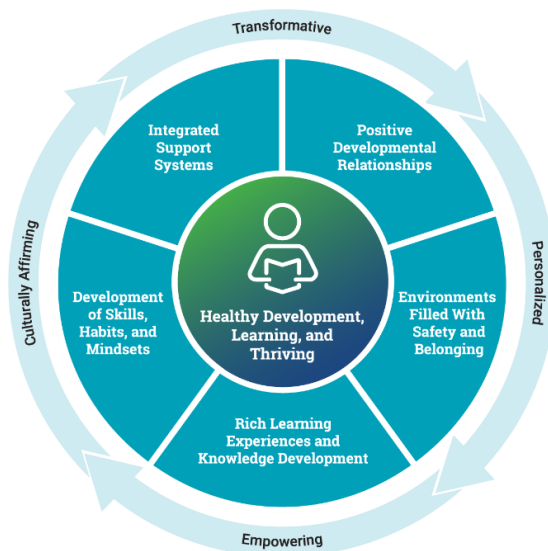 Transformative
Integrated
Support
Systems
Positive
Developmental
Relationships
Culturally Affirming
Personalized
Development
of Skills,
Habits, and
Mindsets
Healthy Development,
Learning, and
Thriving
Environments
Filled With
Safety and
Belonging
Rich Learning
Experiences and
Knowledge Development
Empowering